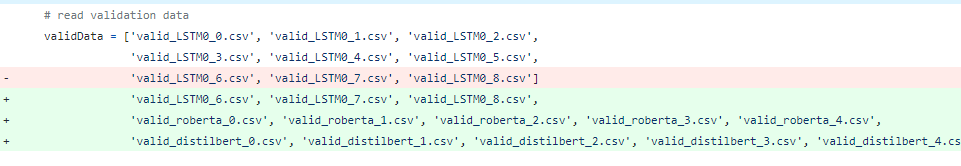 # read validation data
validData = ['valid_LSTM0_0.csv', 'valid_LSTM0_1.csv', 'valid_LSTM0_2.csv',
'valid_LSTM0_3.csv', 'valid_LSTM0_4.csv', 'valid_LSTM0_5.csv',
- 'valid_LSTM0_6.csv', 'valid_LSTM0_7.csv', 'valid_LSTM0_8.csv']
+ 'valid_LSTM0_6.csv', 'valid_LSTM0_7.csv', 'valid_LSTM0_8.csv',
+ 'valid_roberta_0.csv', 'valid_roberta_1.csv', 'valid_roberta_2.csv', 'valid_roberta_3.csv', 'valid_roberta_4.csv',
+ 'valid_distilbert_0.csv', 'valid_distilbert_1.csv', 'valid_distilbert_2.csv', 'valid_distilbert_3.csv', 'valid_distilbert_4.cs